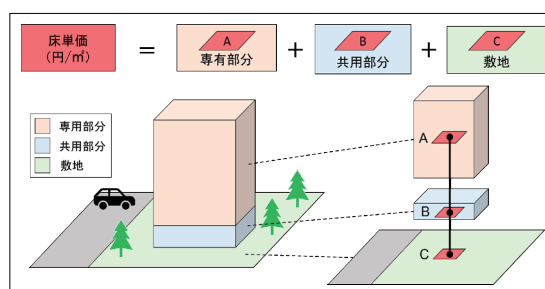 床単価
(円/㎡)
=
A
専有部分
+
B
共用部分
+
C
敷地
専用部分
共用部分
敷地
A
B
C